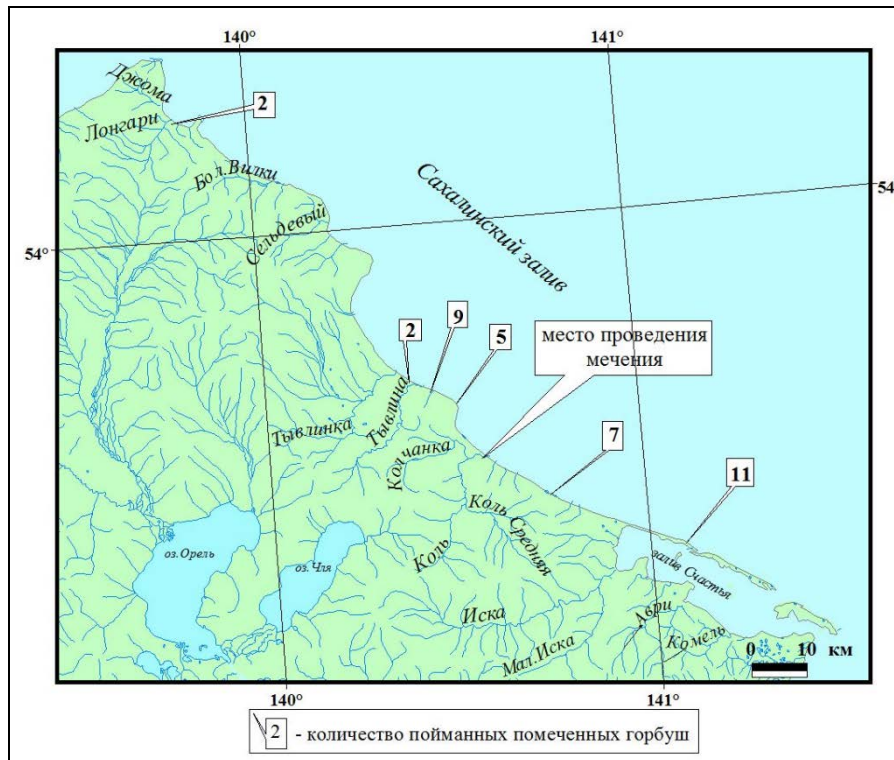 140°
141°
Джома
2
Лонгари
Бол.Вилки
Сахалинский залив
54°
Сельдевый
54°
2
9
5
место проведения
мечения
Тывлина
Тывлинка
Колчанка
7
11
Коль Средняя
оз.Орель
оз. Чля
Коль
залив Счастья
Иска
Аври
Комель
Мал.Иска
0 10 км
140°
141°
2 - количество пойманных помеченных горбуш